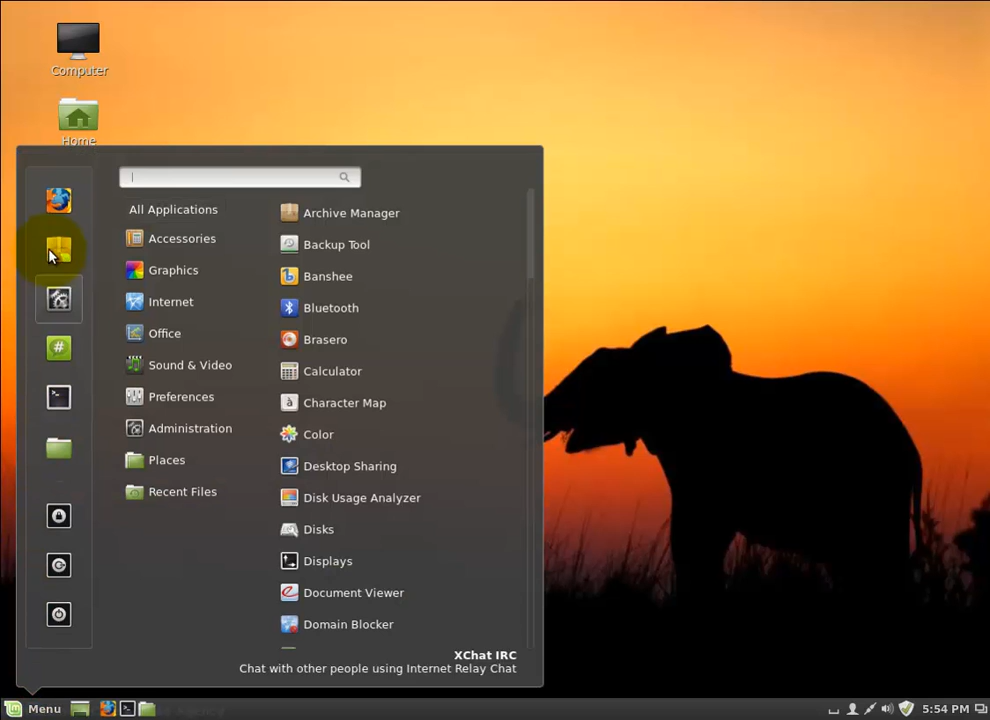 Computer
Home
All Applications
Accessories
Graphics
Internet
Office
Sound & Video
Preferences
Administration
Places
Recent Files
Archive Manager
Backup Tool
Banshee
Bluetooth
Brasero
Calculator
Character Map
Color
Desktop Sharing
Disk Usage Analyzer
Disks
Displays
Document Viewer
Domain Blocker
XChat IRC
Chat with other people using Internet Relay Chat
Menu
5:54 PM